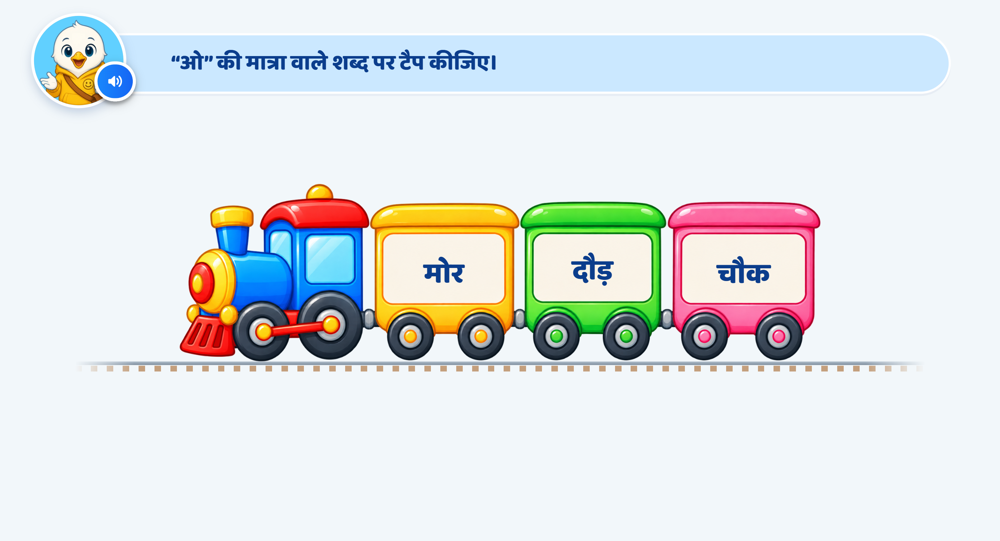 “ओ” की मात्रा वाले शब्द पर टैप कीजिए।
मोर
दौड़
चौक